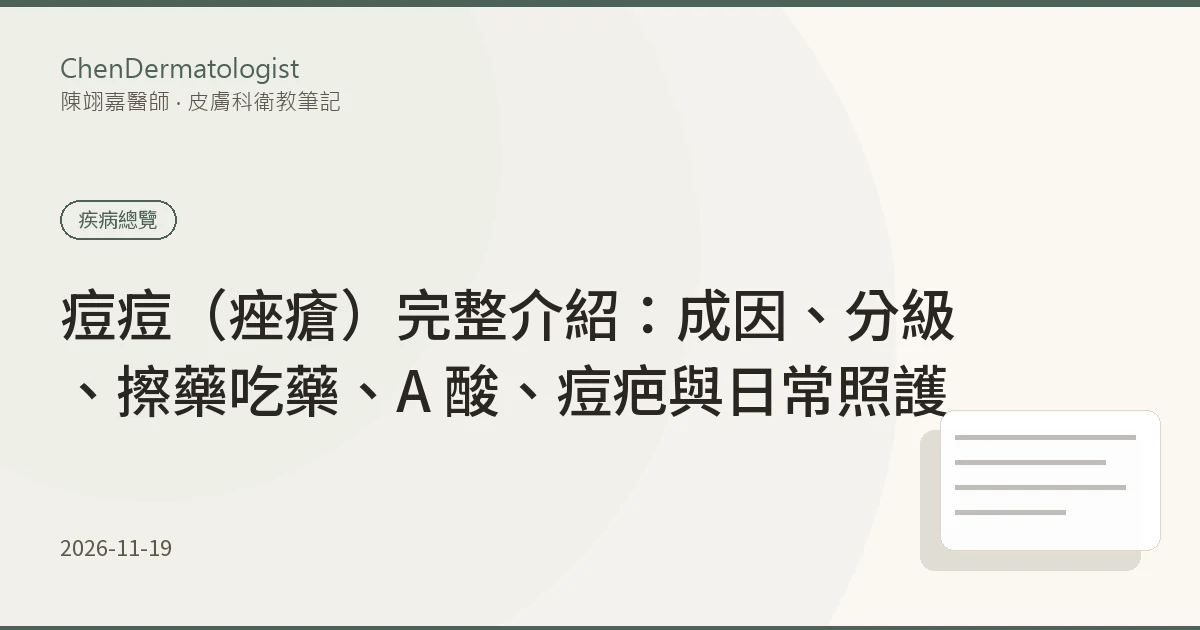 ChenDermatologist
陳翊嘉醫師 · 皮膚科衛教筆記
疾病總覽
痘痘（痤瘡）完整介紹：成因、分級
、擦藥吃藥、A 酸、痘疤與日常照護
2026-11-19